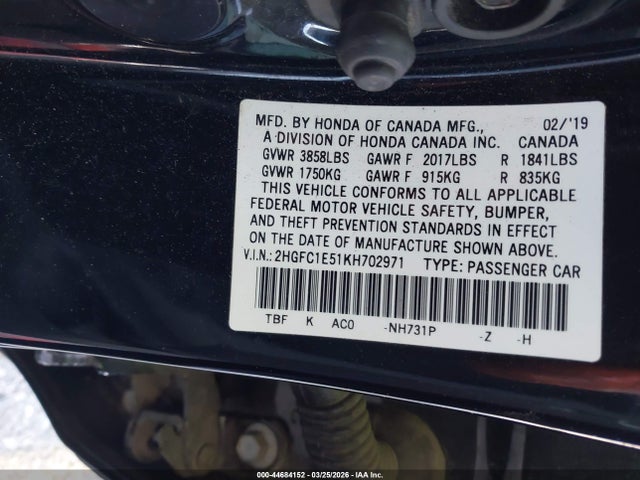 MFD. BY HONDA OF CANADA MFG., 02/'19
A DIVISION OF HONDA CANADA INC. CANADA
GVWR 3858LBS GAWR F 2017LBS R 1841LBS
GVWR 1750KG GAWR F 915KG R 835KG
THIS VEHICLE CONFORMS TO ALL APPLICABLE
FEDERAL MOTOR VEHICLE SAFETY, BUMPER,
AND THEFT PREVENTION STANDARDS IN EFFECT
ON THE DATE OF MANUFACTURE SHOWN ABOVE.
V.I.N.: 2HGFC1E51KH702971 TYPE: PASSENGER CAR
TBF K AC0 -NH731P -Z -H
000-44684152 | 03/25/2026 | IAA Inc.